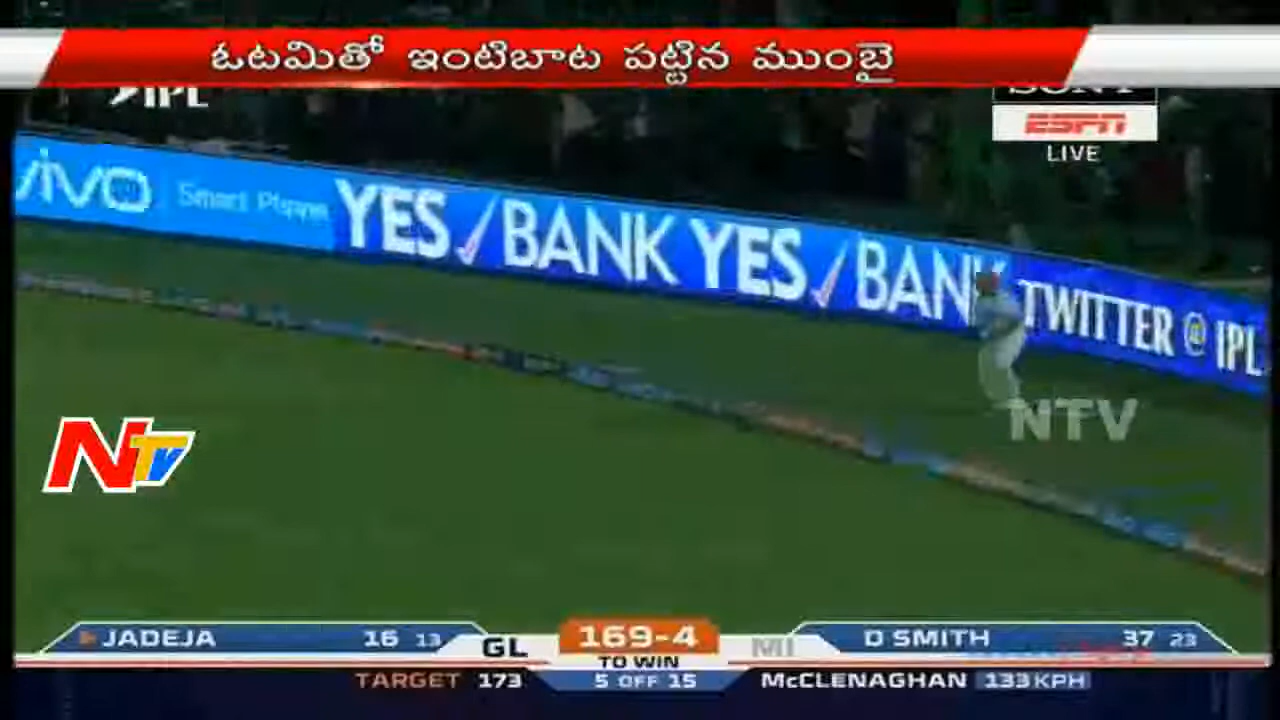 ఓటమితో ఇంటిబాట పట్టిన ముంబై
IPL
SONY
ESPN
LIVE
vivo Smart Phone YES BANK YES BANK TWITTER @ IPL
NTV
NTV
JADEJA 16 13 GL 169-4 MI D SMITH 37 23
TO WIN
TARGET 173 5 OFF 15 McCLENAGHAN 133KPH